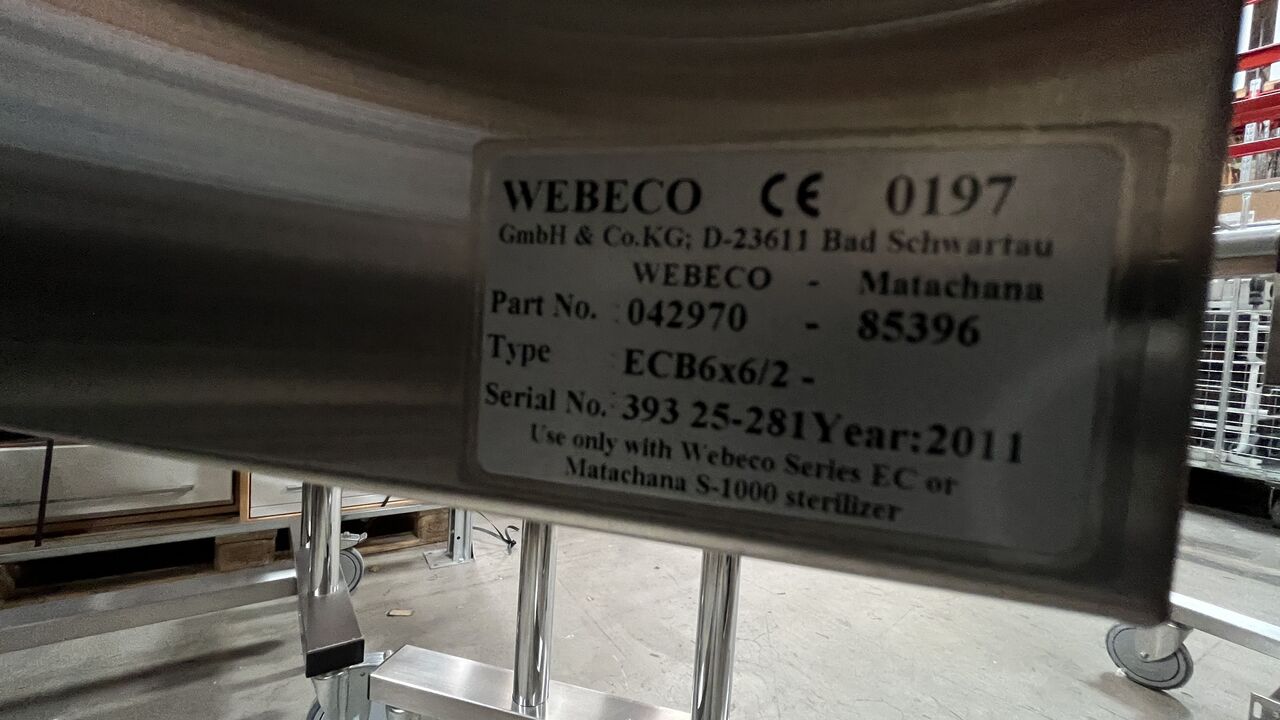 WEBECO CE 0197
GmbH & Co.KG; D-23611 Bad Schwartau
WEBECO - Matachana
Part No. : 042970 - 85396
Type : ECB6x6/2 -
Serial No. : 393 25-281Year:2011
Use only with Webeco Series EC or
Matachana S-1000 sterilizer